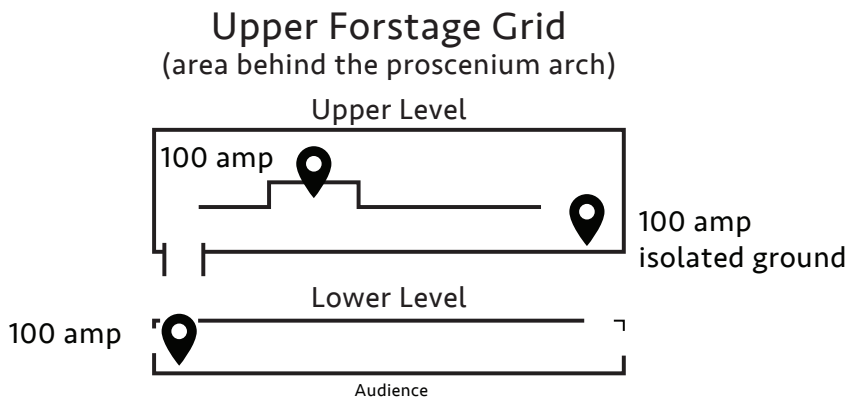 Upper Forstage Grid
(area behind the proscenium arch)
Upper Level
100 amp
100 amp
isolated ground
Lower Level
100 amp
Audience